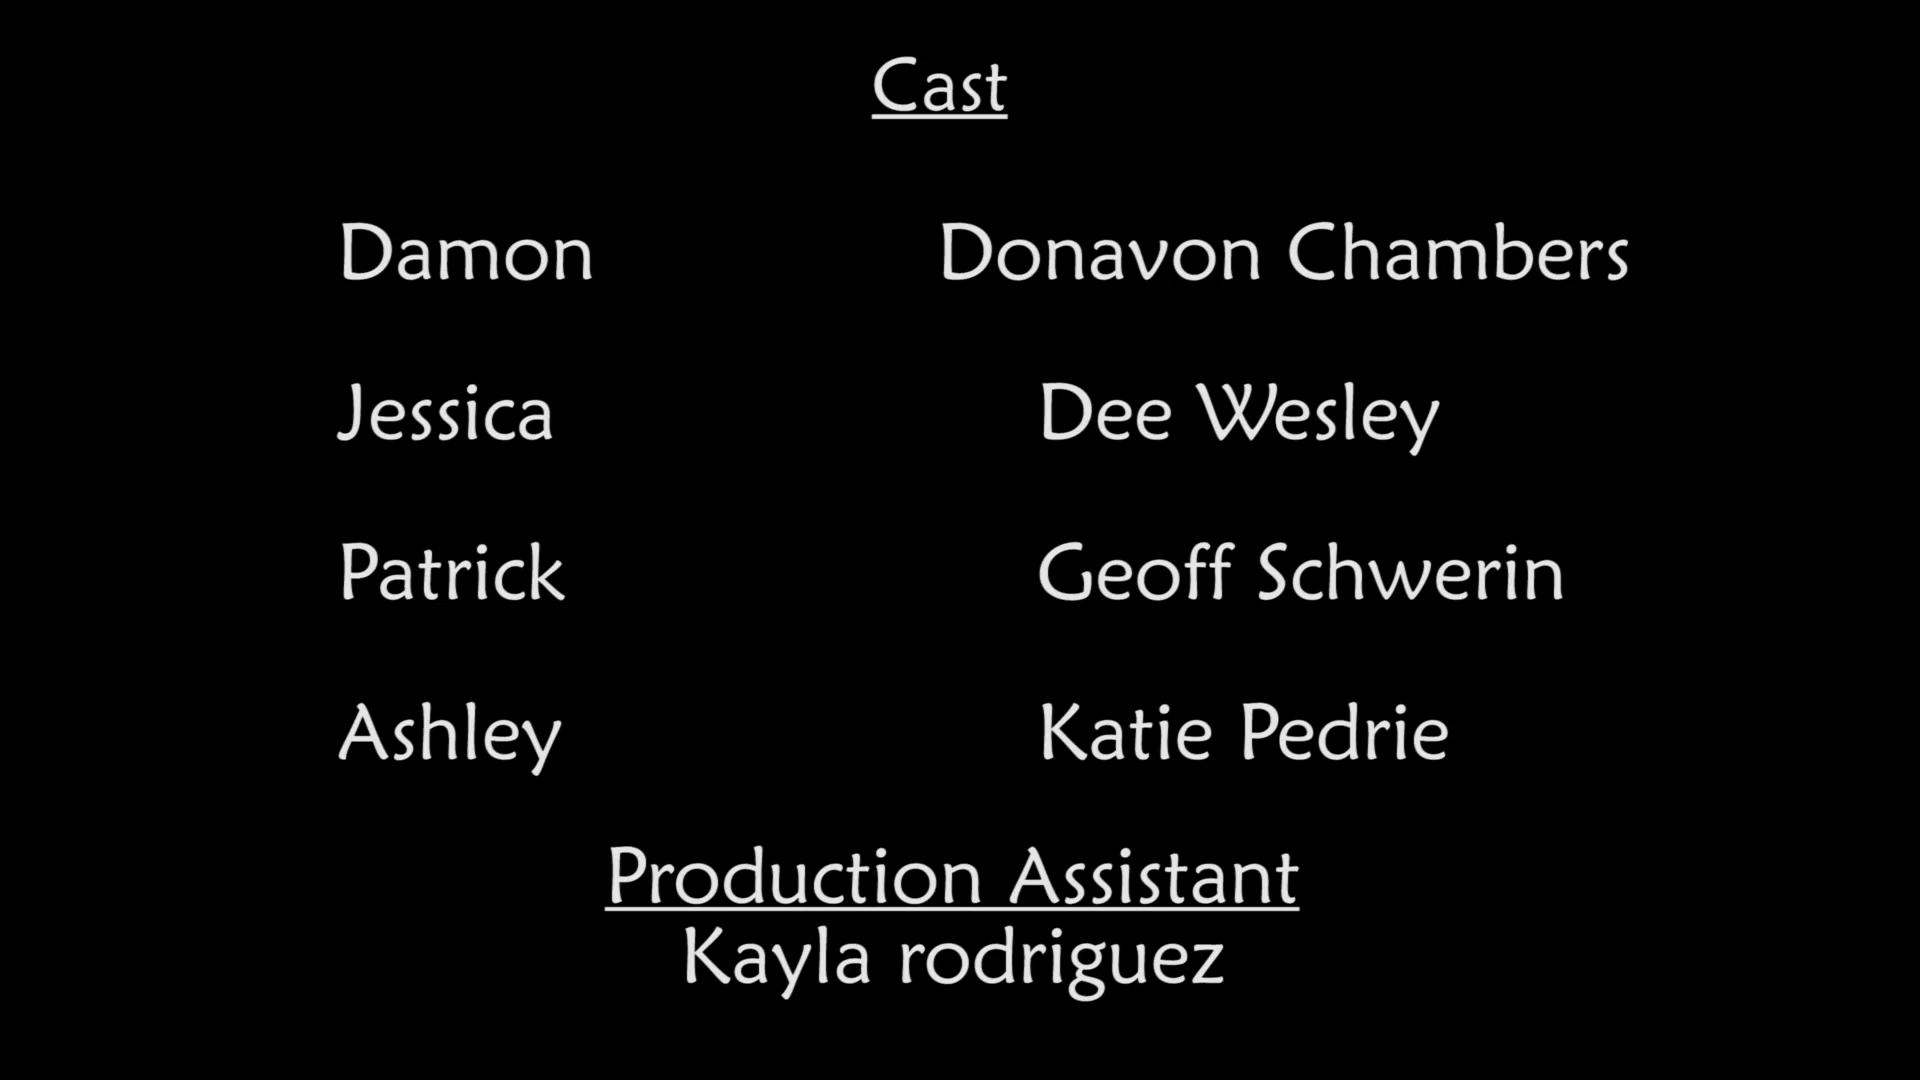 Cast
Damon Donavon Chambers
Jessica Dee Wesley
Patrick Geoff Schwerin
Ashley Katie Pedrie
Production Assistant
Kayla rodriguez